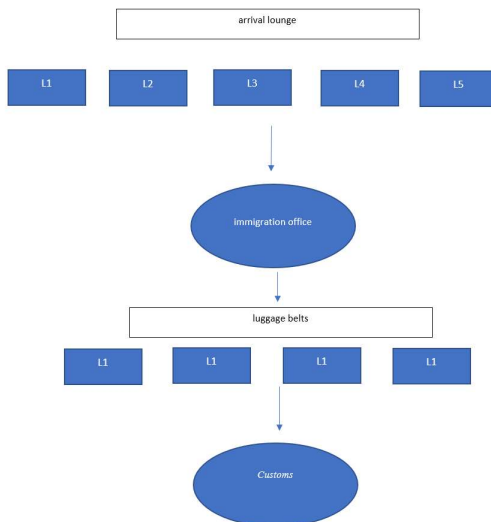 arrival lounge
L1 L2 L3 L4 L5
immigration office
luggage belts
L1 L1 L1 L1
Customs